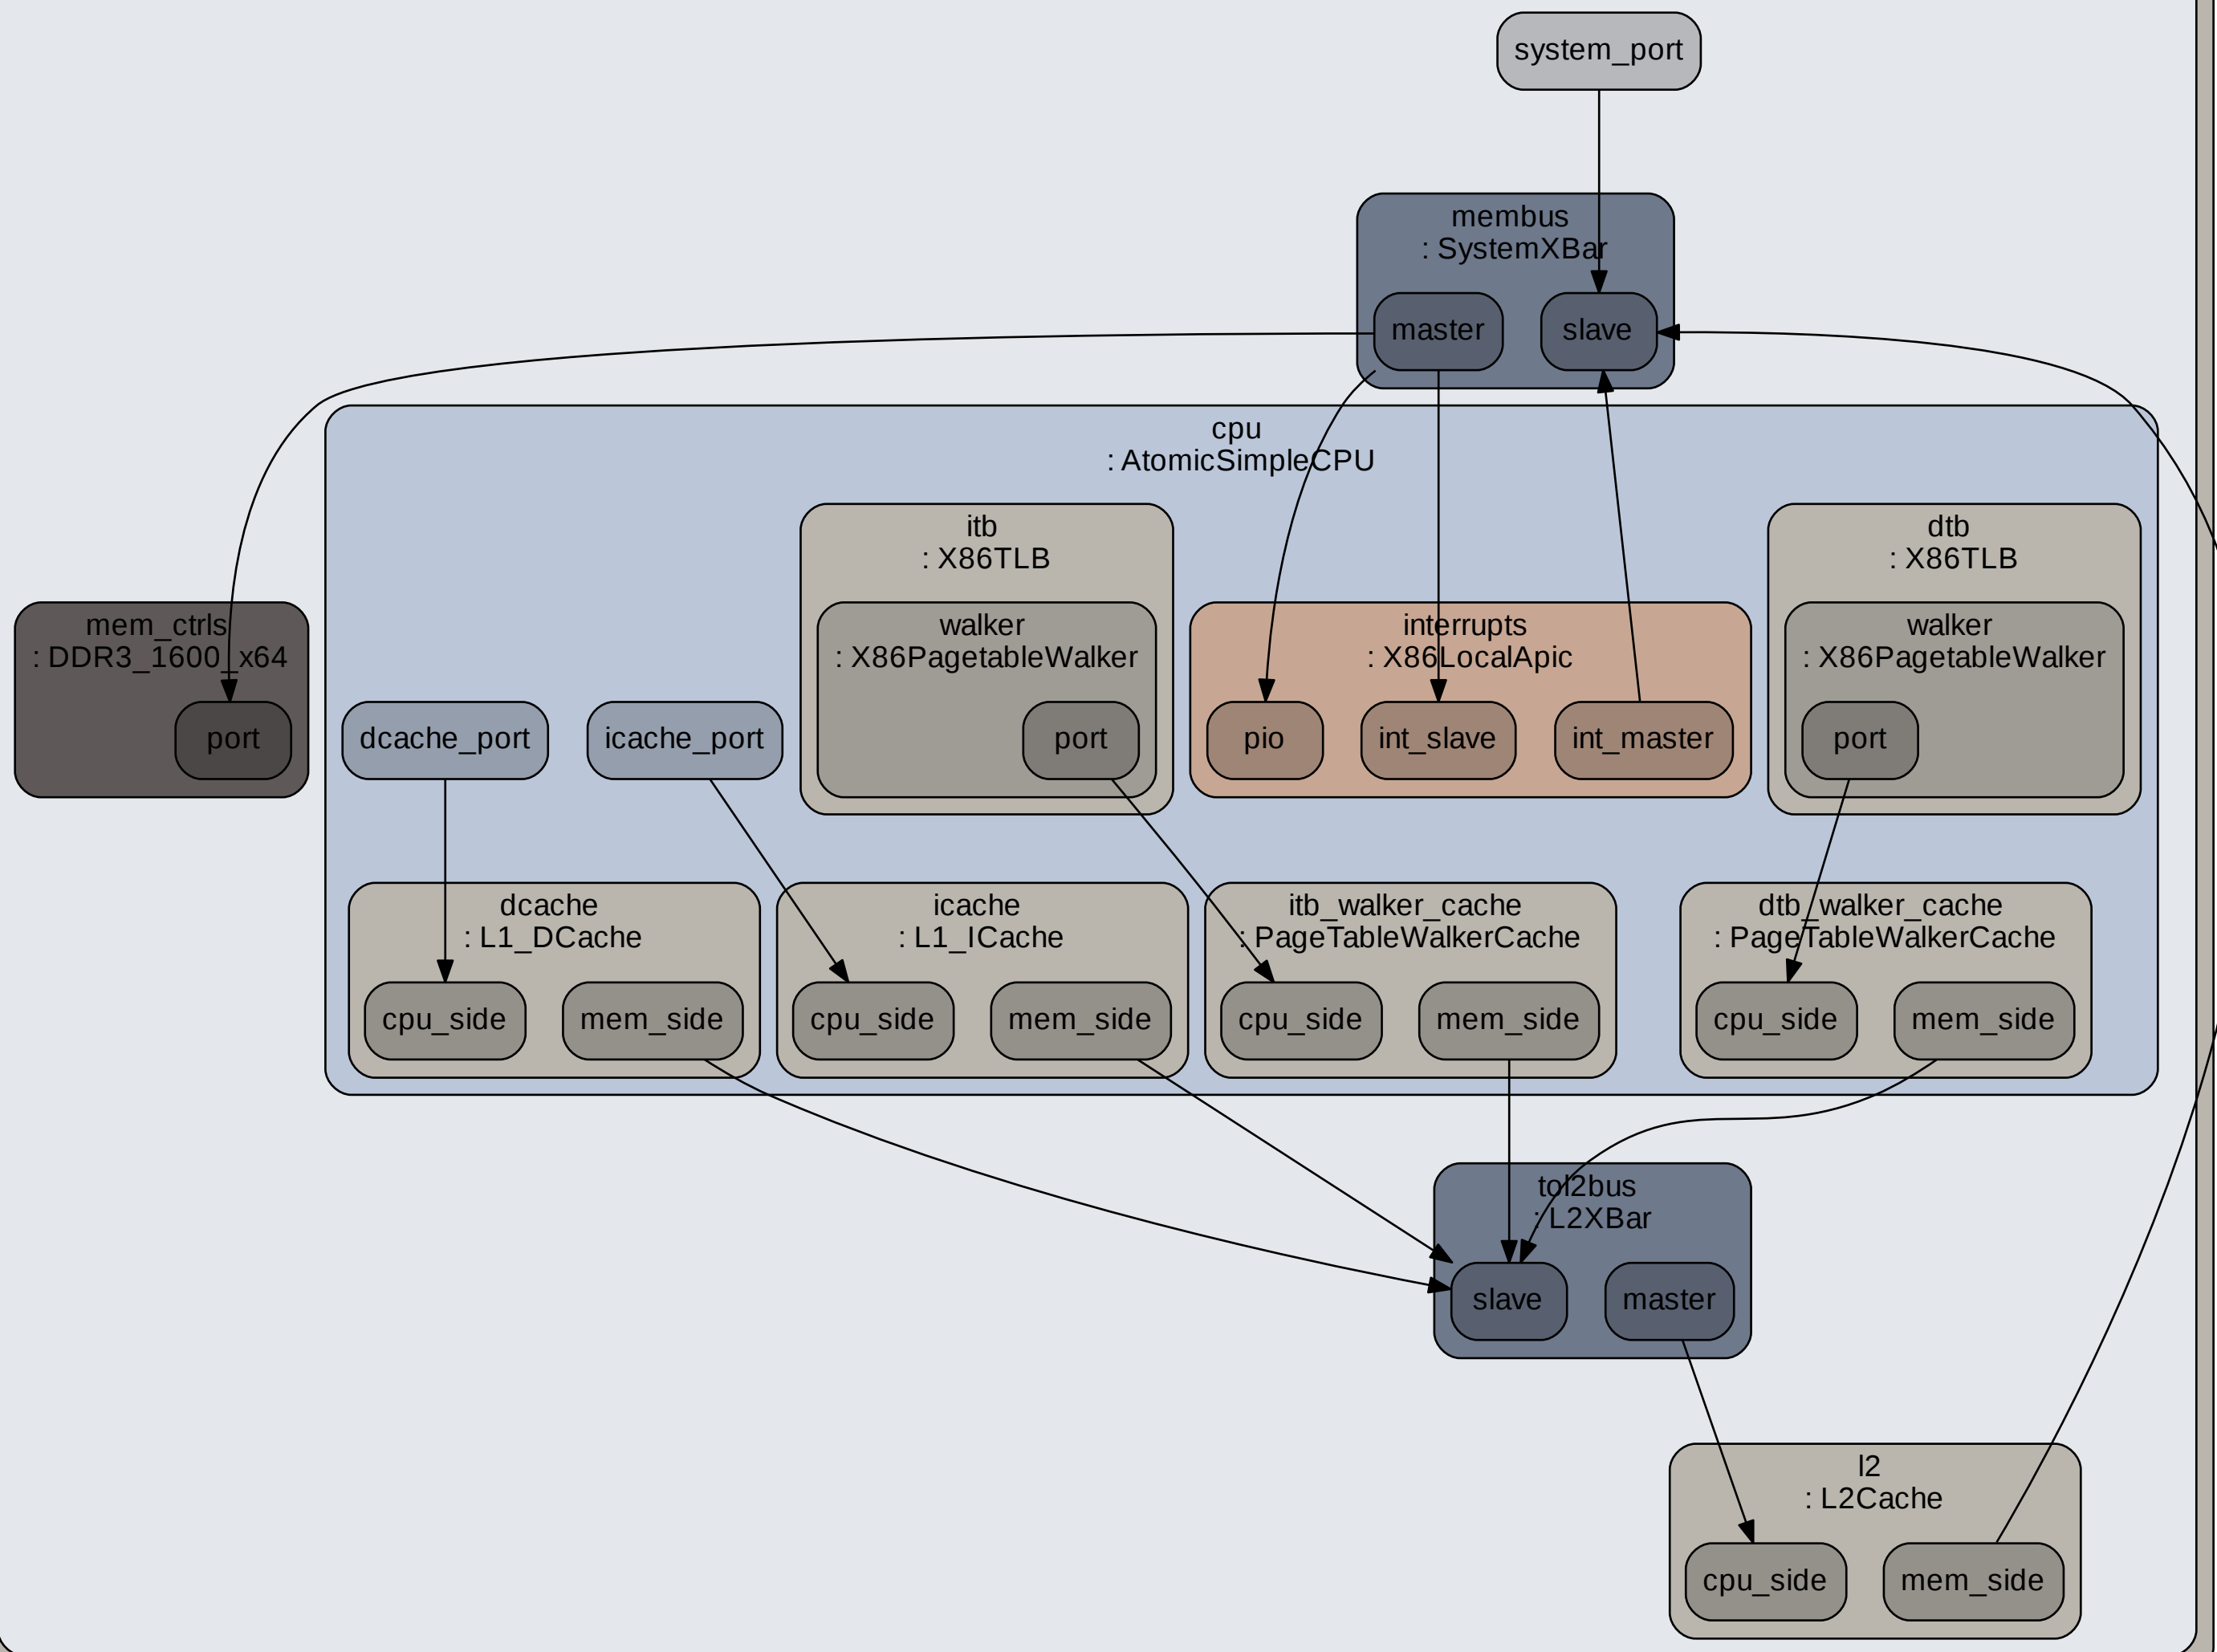 system_port
membus
: SystemXBar
master
slave
cpu
: AtomicSimpleCPU
itb
: X86TLB
dtb
: X86TLB
mem_ctrls
: DDR3_1600_x64
walker
: X86PagetableWalker
interrupts
: X86LocalApic
walker
: X86PagetableWalker
port
dcache_port
icache_port
port
pio
int_slave
int_master
port
dcache
: L1_DCache
icache
: L1_ICache
itb_walker_cache
: PageTableWalkerCache
dtb_walker_cache
: PageTableWalkerCache
cpu_side
mem_side
cpu_side
mem_side
cpu_side
mem_side
cpu_side
mem_side
tol2bus
: L2XBar
slave
master
l2
: L2Cache
cpu_side
mem_side